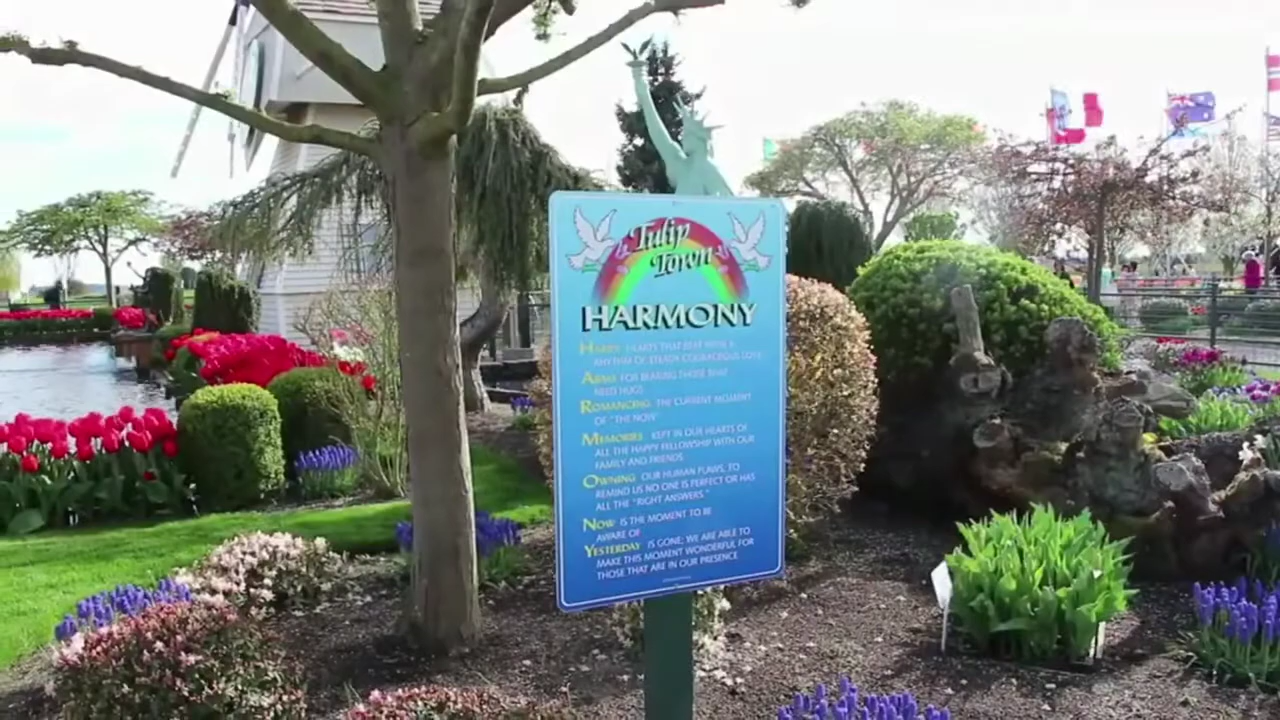 Tulip
Town
HARMONY
HAPPY HEARTS THAT BEAT WITH A
RHYTHM OF STEADY COURAGEOUS LOVE
ARMS FOR BEARING THOSE THAT
NEED HUGS
ROMANCING THE CURRENT MOMENT
OF "THE NOW"
MEMORIES KEPT IN OUR HEARTS OF
ALL THE HAPPY FELLOWSHIP WITH OUR
FAMILY AND FRIENDS
OWNING OUR HUMAN FLAWS, TO
REMIND US NO ONE IS PERFECT OR HAS
ALL THE "RIGHT ANSWERS"
NOW IS THE MOMENT TO BE
AWARE OF
YESTERDAY IS GONE; WE ARE ABLE TO
MAKE THIS MOMENT WONDERFUL FOR
THOSE THAT ARE IN OUR PRESENCE